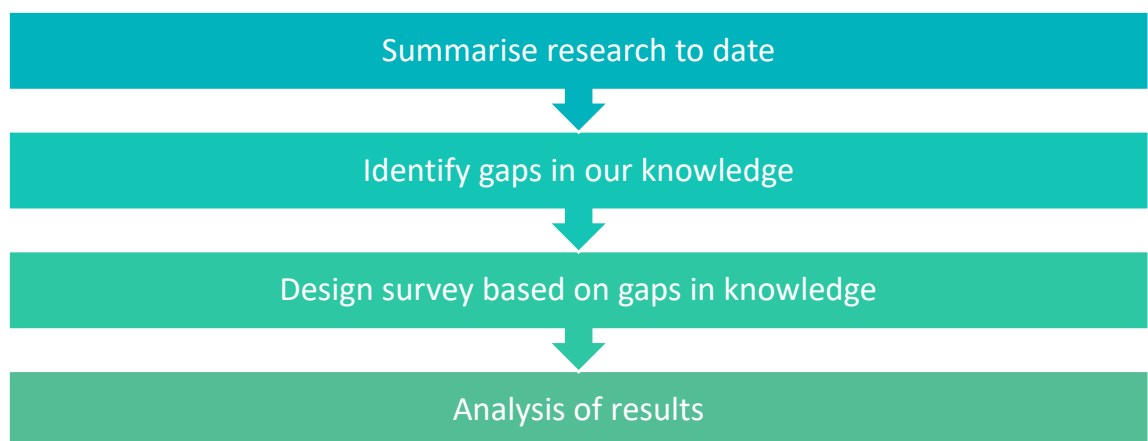 Summarise research to date
Identify gaps in our knowledge
Design survey based on gaps in knowledge
Analysis of results